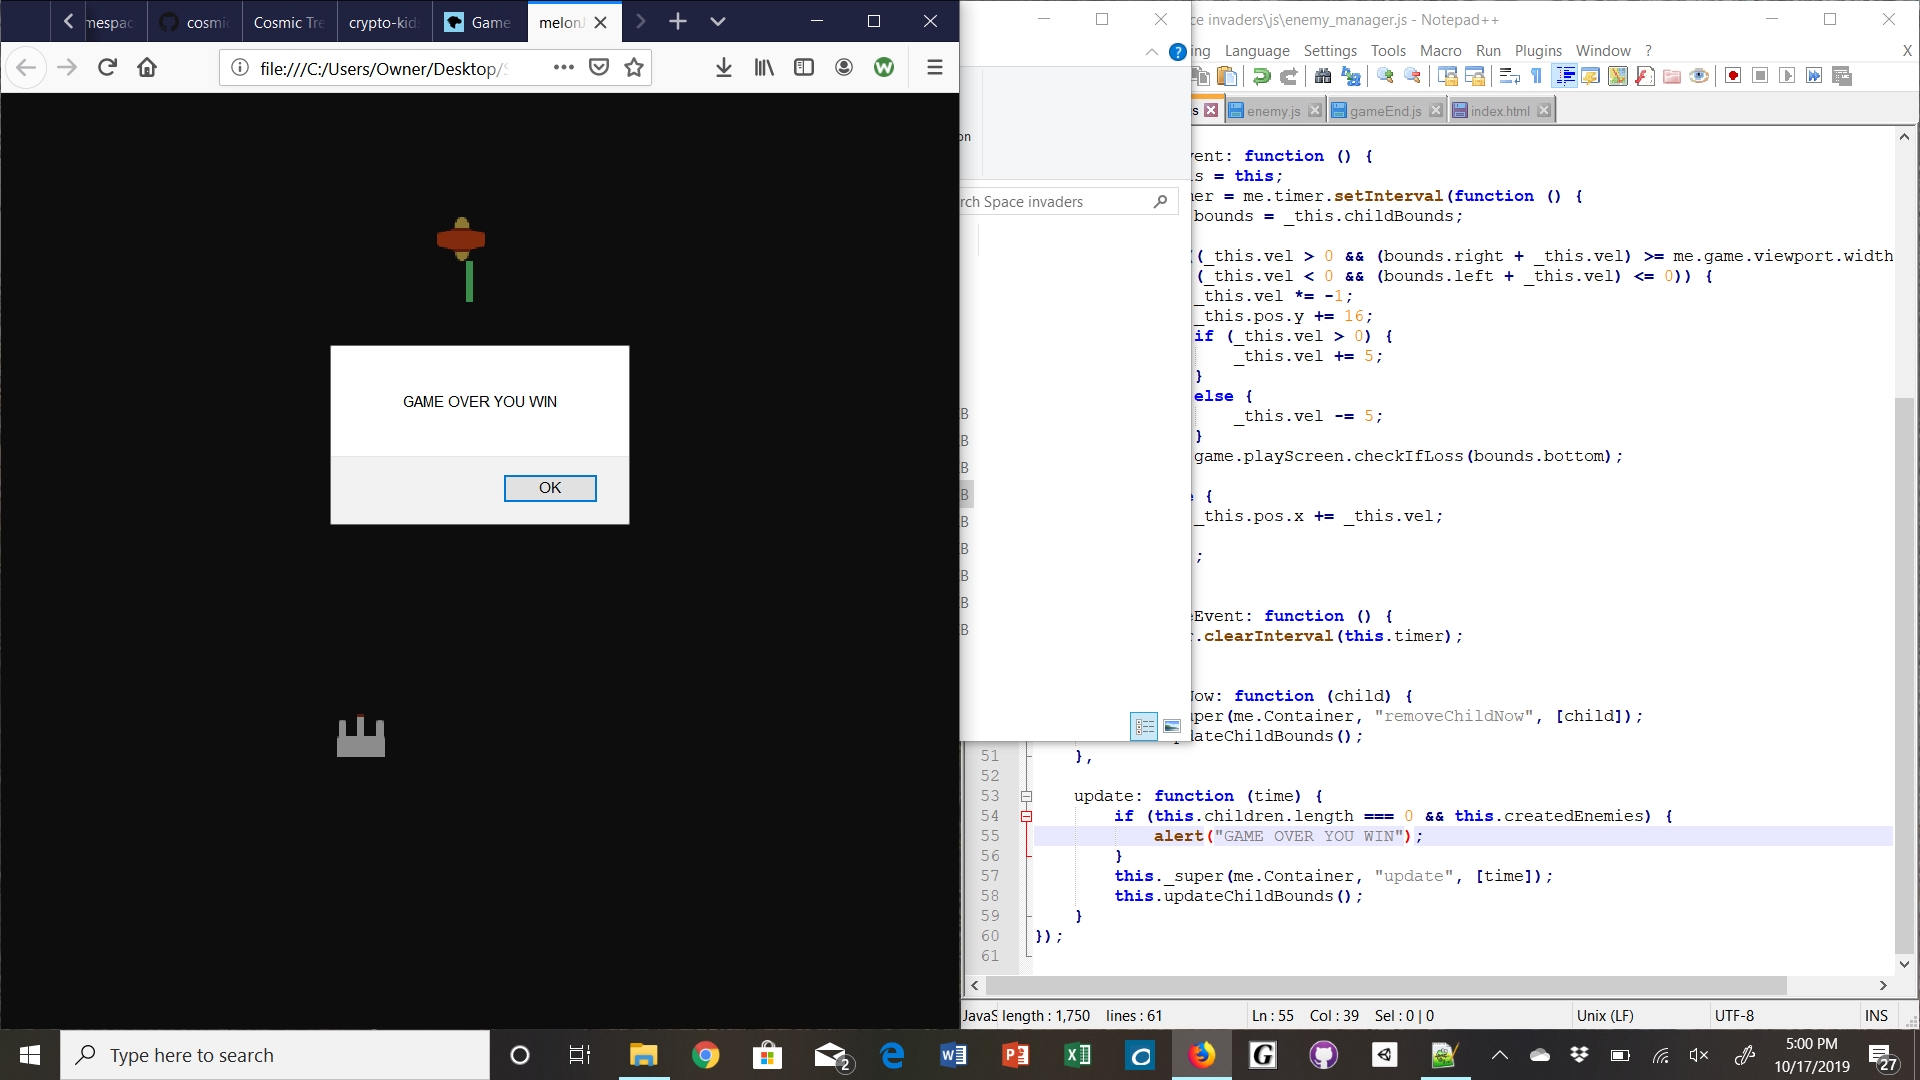 mespac
cosmic
Cosmic Tre
crypto-kid
Game
melonJ
file:///C:/Users/Owner/Desktop/S
GAME OVER YOU WIN
OK
on
rch Space invaders
B
B
B
B
B
B
B
B
B
ce invaders\js\enemy_manager.js - Notepad++
ing Language Settings Tools Macro Run Plugins Window ? X
s enemy.js gameEnd.js index.html
vent: function () {
s = this;
mer = me.timer.setInterval(function () {
bounds = _this.childBounds;
((_this.vel > 0 && (bounds.right + _this.vel) >= me.game.viewport.width
(_this.vel < 0 && (bounds.left + _this.vel) <= 0)) {
_this.vel *= -1;
_this.pos.y += 16;
if (_this.vel > 0) {
_this.vel += 5;
}
else {
_this.vel -= 5;
}
game.playScreen.checkIfLoss(bounds.bottom);
e {
_this.pos.x += _this.vel;
;
eEvent: function () {
r.clearInterval(this.timer);
Now: function (child) {
uper(me.Container, "removeChildNow", [child]);
dateChildBounds();
51 },
52
53 update: function (time) {
54 if (this.children.length === 0 && this.createdEnemies) {
55 alert("GAME OVER YOU WIN");
56 }
57 this._super(me.Container, "update", [time]);
58 this.updateChildBounds();
59 }
60 });
61
JavaS length : 1,750 lines : 61 Ln : 55 Col : 39 Sel : 0 | 0 Unix (LF) UTF-8 INS
Type here to search
2
5:00 PM
10/17/2019
27